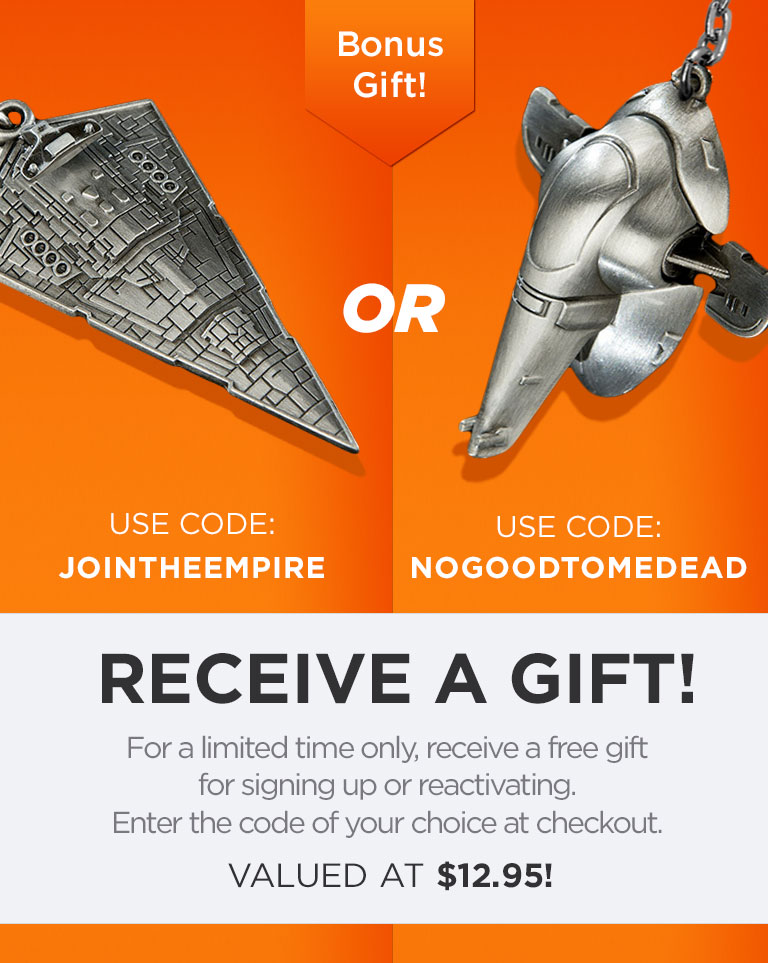 Bonus
Gift!
OR
USE CODE:
JOINTHEEMPIRE
USE CODE:
NOGOODTOMEDEAD
RECEIVE A GIFT!
For a limited time only, receive a free gift
for signing up or reactivating.
Enter the code of your choice at checkout.
VALUED AT $12.95!